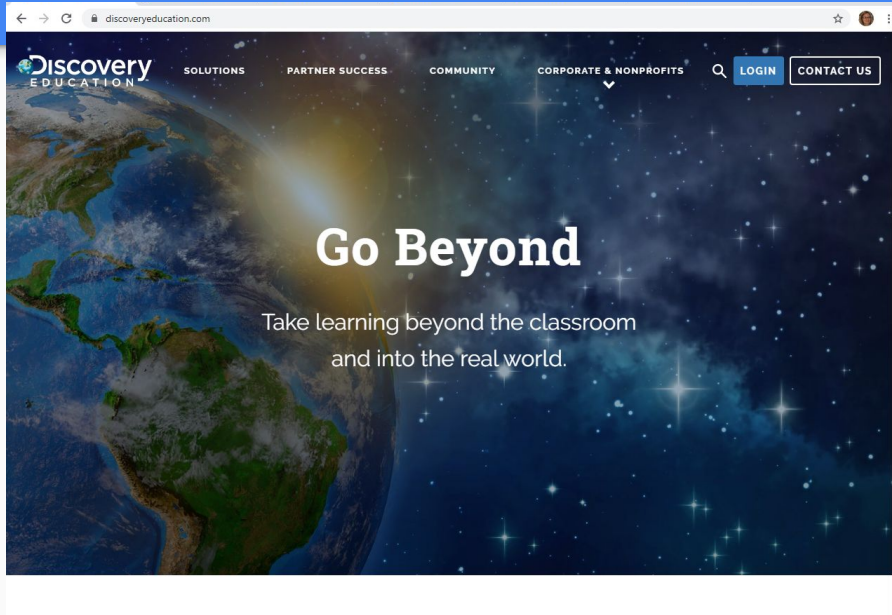 discoveryeducation.com
Discovery
EDUCATION
SOLUTIONS
PARTNER SUCCESS
COMMUNITY
CORPORATE & NONPROFITS
LOGIN
CONTACT US
Go Beyond
Take learning beyond the classroom
and into the real world.